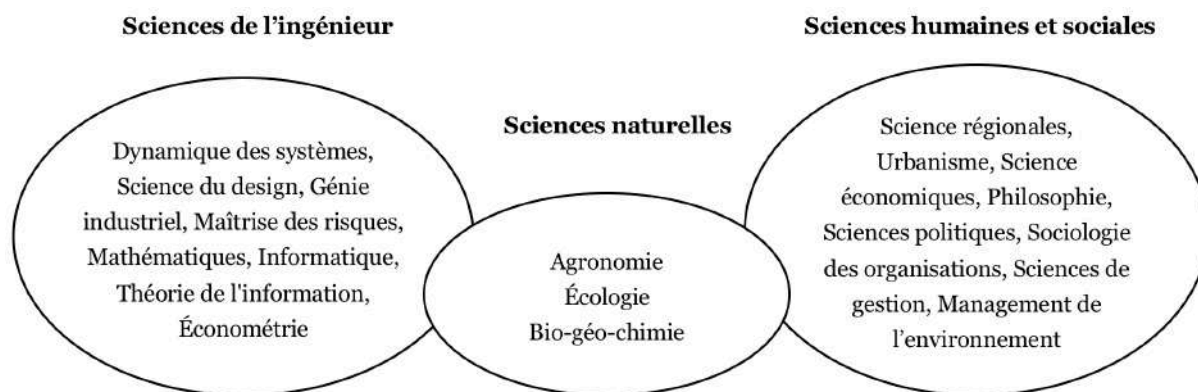 Sciences de l'ingénieur
Dynamique des systèmes,
Science du design, Génie
industriel, Maîtrise des risques,
Mathématiques, Informatique,
Théorie de l'information,
Économétrie
Sciences naturelles
Agronomie
Écologie
Bio-géo-chimie
Sciences humaines et sociales
Science régionales,
Urbanisme, Science
économiques, Philosophie,
Sciences politiques, Sociologie
des organisations, Sciences de
gestion, Management de
l'environnement